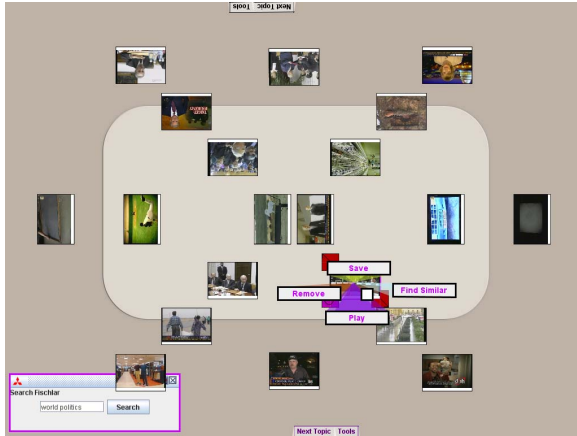 Next Topic Tools
Save
Find Similar
Remove
Play
Search Fischlar
world politics Search
Next Topic Tools